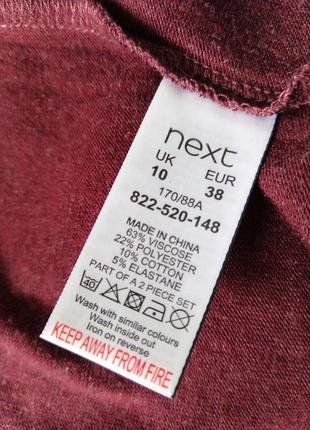 next
UK EUR
10 38
170/88A
822-520-148
MADE IN CHINA
63% VISCOSE
22% POLYESTER
10% COTTON
5% ELASTANE
PART OF A 2 PIECE SET
40
Wash with similar colours
Wash inside out
Iron on reverse
KEEP AWAY FROM FIRE